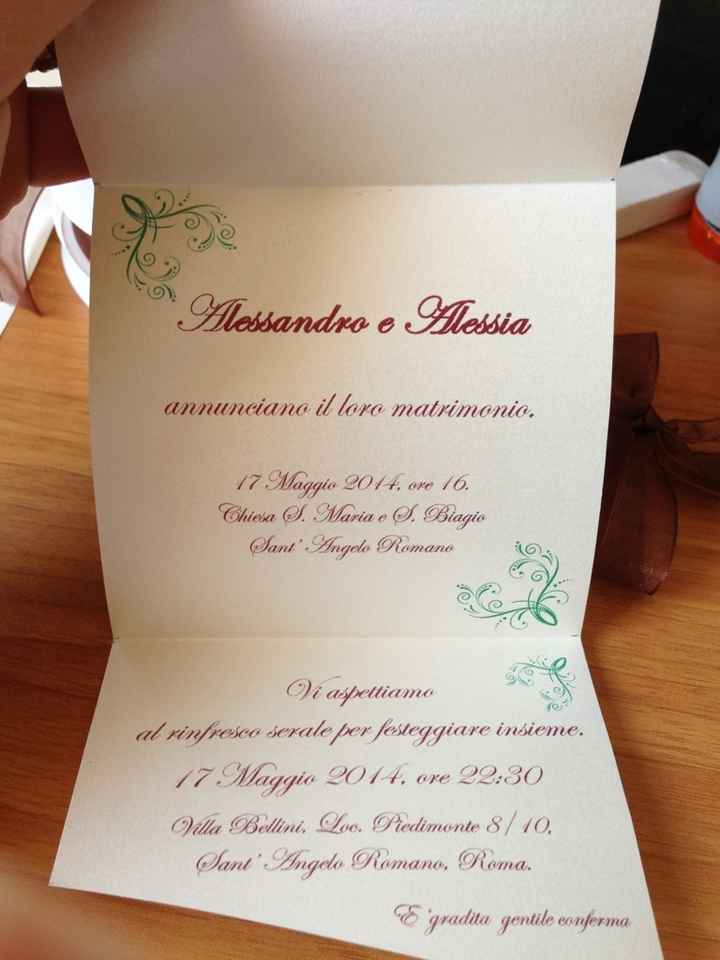 Alessandro e Alessia
annunciano il loro matrimonio.
17 Maggio 2014, ore 16.
Chiesa S. Maria e S. Biagio
Sant' Angelo Romano
Vi aspettiamo
al rinfresco serale per festeggiare insieme.
17 Maggio 2014, ore 22:30
Villa Bellini, Loc. Piedimonte 8/10,
Sant' Angelo Romano, Roma.
E 'gradita gentile conferma